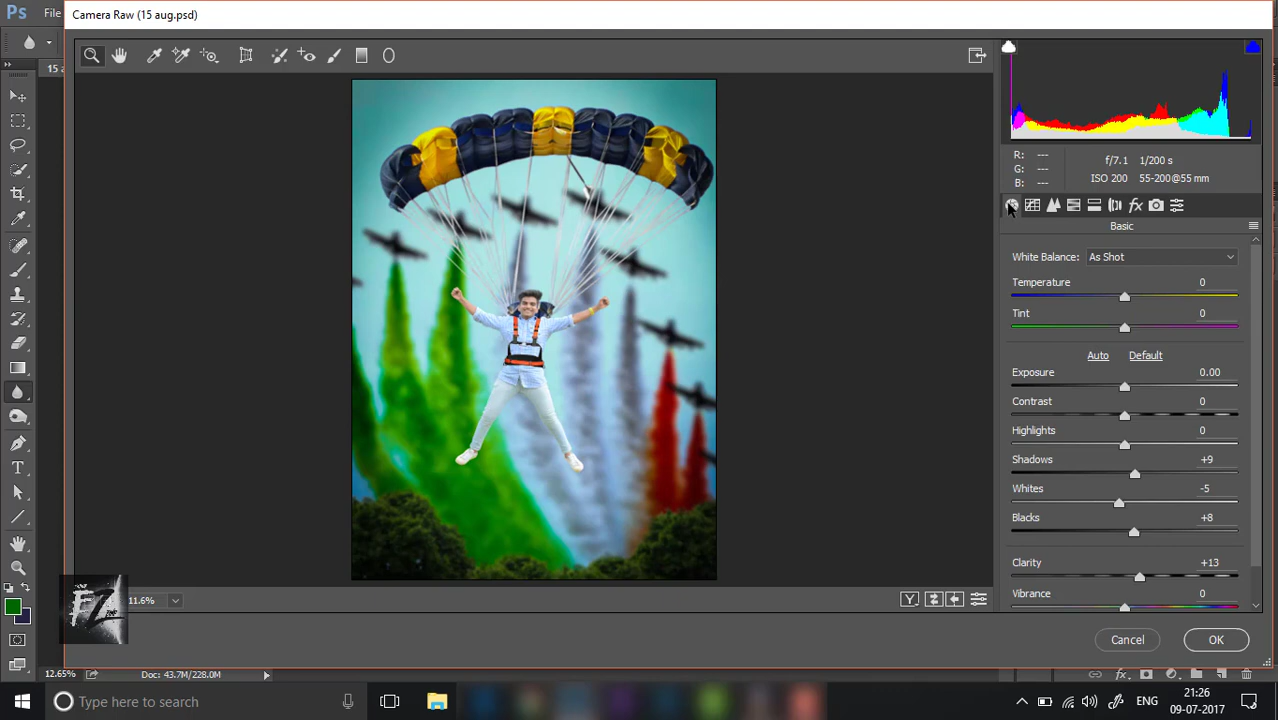 Ps File
Camera Raw (15 aug.psd)
15 a
f/7.1 1/200 s
ISO 200 55-200@55 mm
R: ---
G: ---
B: ---
fx
Basic
White Balance: As Shot
Temperature 0
Tint 0
Auto Default
Exposure 0.00
Contrast 0
Highlights 0
Shadows +9
Whites -5
Blacks +8
Clarity +13
Vibrance 0
T
FZ
11.6%
Y
Cancel OK
12.65% Doc: 43.7M/228.0M
fx
Type here to search
ENG
21:26
09-07-2017